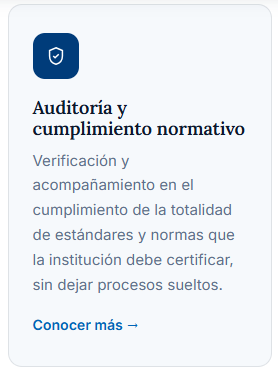 Auditoría y
cumplimiento normativo
Verificación y
acompañamiento en el
cumplimiento de la totalidad
de estándares y normas que
la institución debe certificar,
sin dejar procesos sueltos.
Conocer más →